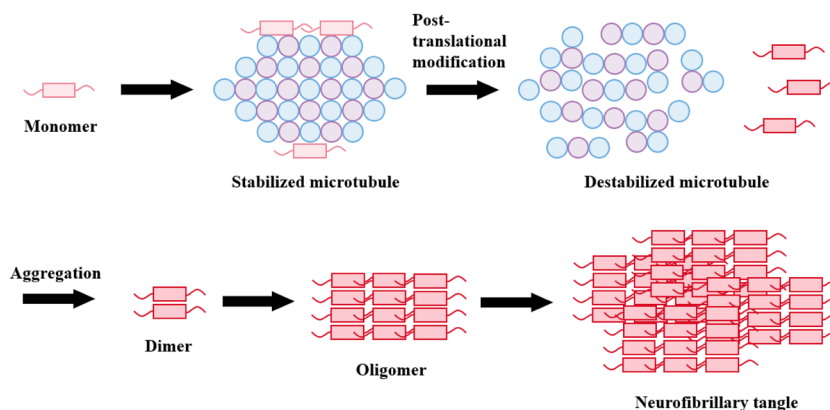 Post-
translational
modification
Monomer
Stabilized microtubule
Destabilized microtubule
Aggregation
Dimer
Oligomer
Neurofibrillary tangle